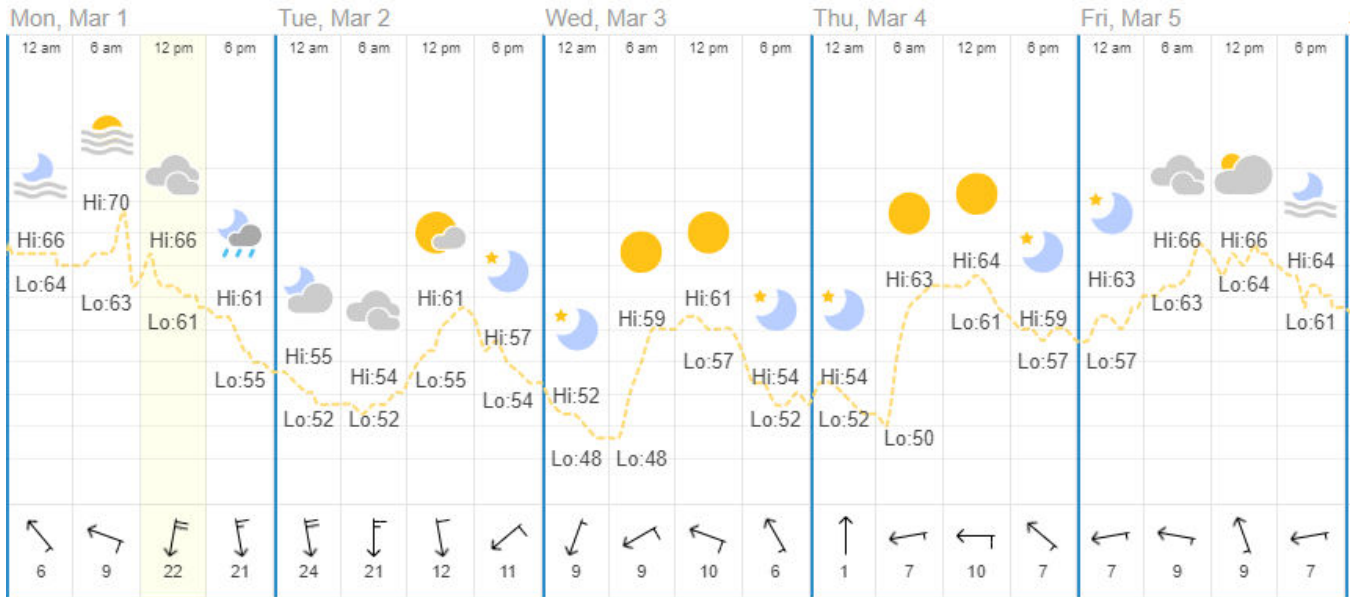 Mon, Mar 1 Tue, Mar 2 Wed, Mar 3 Thu, Mar 4 Fri, Mar 5
12 am 6 am 12 pm 6 pm 12 am 6 am 12 pm 6 pm 12 am 6 am 12 pm 6 pm 12 am 6 am 12 pm 6 pm 12 am 6 am 12 pm 6 pm
Hi:66 Hi:70 Hi:66 Hi:61 Hi:55 Hi:54 Hi:61 Hi:57 Hi:52 Hi:59 Hi:61 Hi:54 Hi:54 Hi:63 Hi:64 Hi:59 Hi:63 Hi:66 Hi:66 Hi:64
Lo:64 Lo:63 Lo:61 Lo:55 Lo:52 Lo:52 Lo:55 Lo:54 Lo:48 Lo:48 Lo:57 Lo:52 Lo:52 Lo:50 Lo:61 Lo:57 Lo:57 Lo:63 Lo:64 Lo:61
6 9 22 21 24 21 12 11 9 9 10 6 1 7 10 7 7 9 9 7